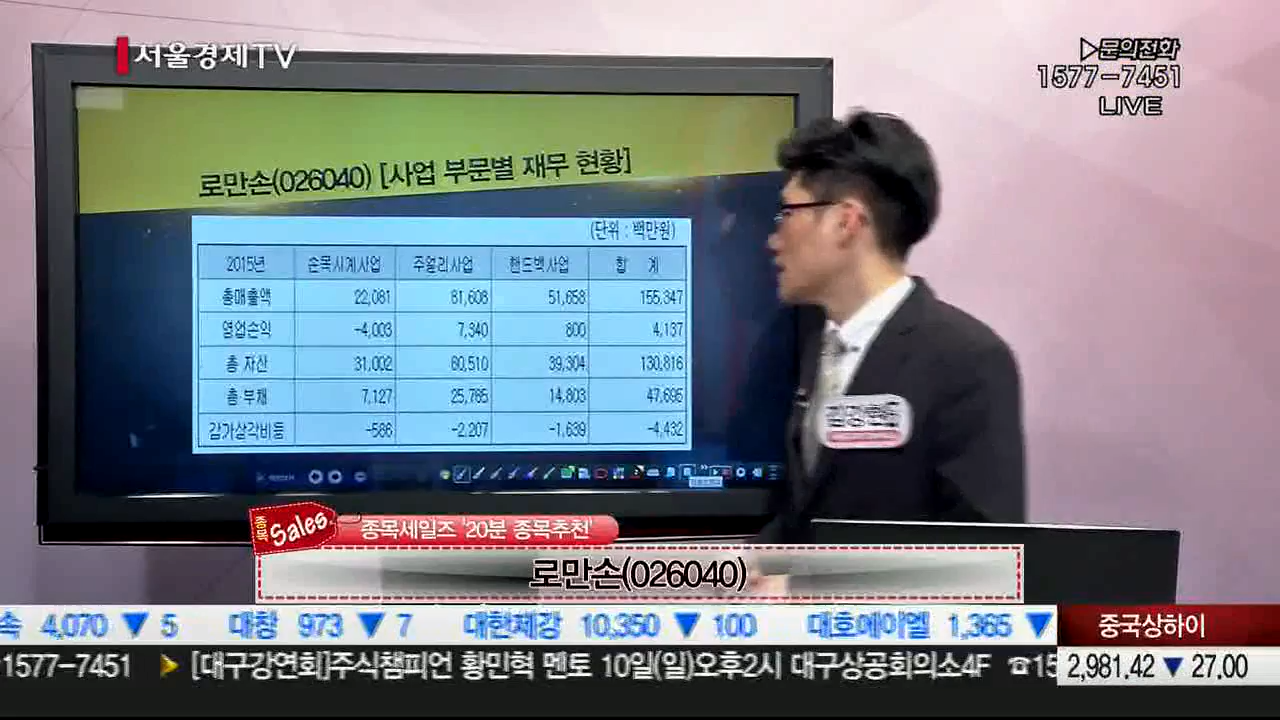 서울경제TV
▶문의전화
1577-7451
LIVE
로만손(026040) [사업 부문별 재무 현황]
(단위 : 백만원)
2015년 손목시계사업 주얼리사업 핸드백사업 합 계
총매출액 22,081 81,608 51,658 155,347
영업손익 -4,003 7,340 800 4,137
총 자산 31,002 60,510 39,304 130,816
총 부채 7,127 25,765 14,803 47,695
감가상각비등 -586 -2,207 -1,639 -4,432
종목 Sales
종목세일즈 '20분 종목추천'
로만손(026040)
속 4,070 ▼ 5 대창 973 ▼ 7 대한제강 10,350 ▼ 100 대호에이엘 1,365 ▼
중국상하이
1577-7451 ▶ [대구강연회]주식챔피언 황민혁 멘토 10일(일)오후2시 대구상공회의소4F ☎15
2,981.42 ▼ 27.00